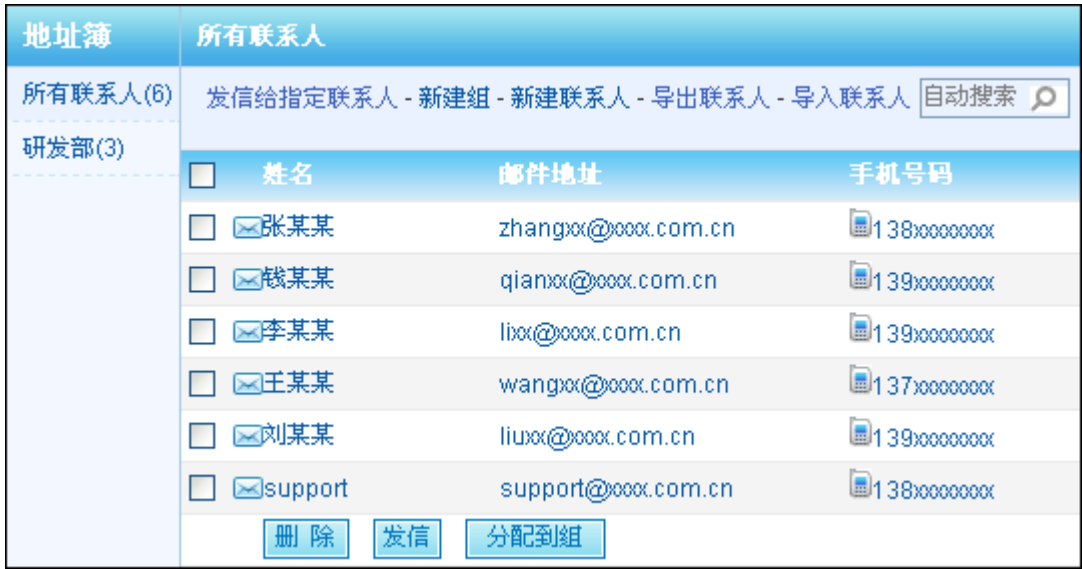 地址簿 所有联系人
所有联系人(6) 发信给指定联系人 - 新建组 - 新建联系人 - 导出联系人 - 导入联系人 自动搜索
研发部(3)
姓名 邮件地址 手机号码
张某某 zhangxx@xxxx.com.cn 138xxxxxxxx
钱某某 qianxx@xxxx.com.cn 139xxxxxxxx
李某某 lixx@xxxx.com.cn 139xxxxxxxx
王某某 wangxx@xxxx.com.cn 137xxxxxxxx
刘某某 liuxx@xxxx.com.cn 139xxxxxxxx
support support@xxxx.com.cn 138xxxxxxxx
删 除 发信 分配到组